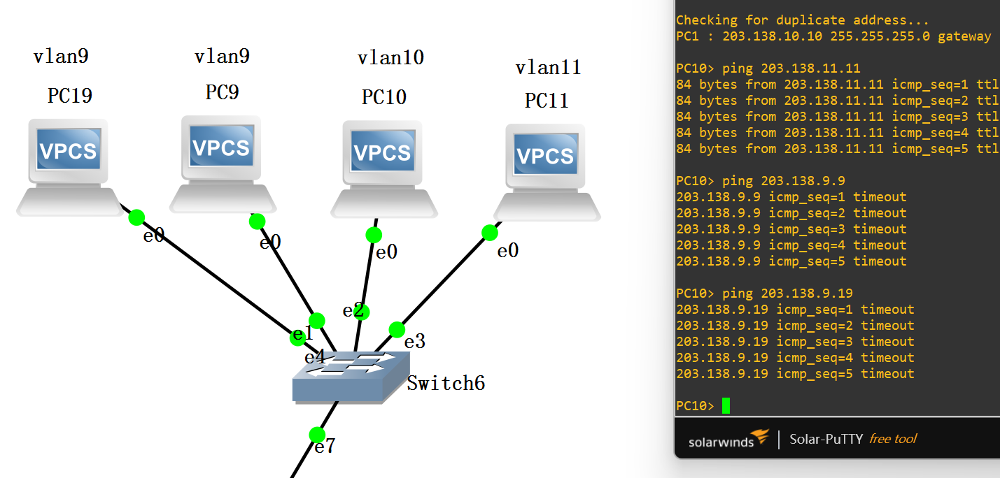 vlan9
vlan9
vlan10
vlan11
PC19
PC9
PC10
PC11
VPCS
VPCS
VPCS
VPCS
e0
e0
e0
e0
e1
e2
e3
e4
Switch6
e7
Checking for duplicate address...
PC1 : 203.138.10.10 255.255.255.0 gateway
PC10> ping 203.138.11.11
84 bytes from 203.138.11.11 icmp_seq=1 ttl
84 bytes from 203.138.11.11 icmp_seq=2 ttl
84 bytes from 203.138.11.11 icmp_seq=3 ttl
84 bytes from 203.138.11.11 icmp_seq=4 ttl
84 bytes from 203.138.11.11 icmp_seq=5 ttl
PC10> ping 203.138.9.9
203.138.9.9 icmp_seq=1 timeout
203.138.9.9 icmp_seq=2 timeout
203.138.9.9 icmp_seq=3 timeout
203.138.9.9 icmp_seq=4 timeout
203.138.9.9 icmp_seq=5 timeout
PC10> ping 203.138.9.19
203.138.9.19 icmp_seq=1 timeout
203.138.9.19 icmp_seq=2 timeout
203.138.9.19 icmp_seq=3 timeout
203.138.9.19 icmp_seq=4 timeout
203.138.9.19 icmp_seq=5 timeout
PC10>
solarwinds | Solar-PuTTY free tool